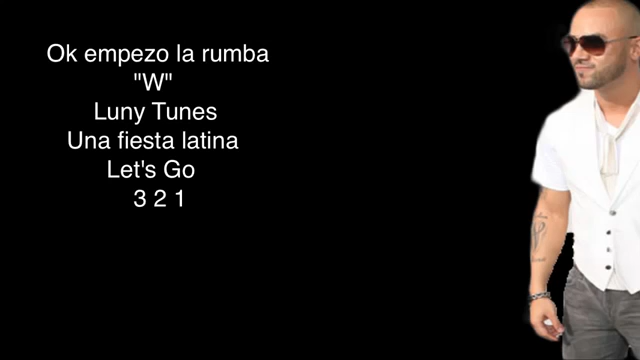 Ok empezo la rumba
"W"
Luny Tunes
Una fiesta latina
Let's Go
3 2 1